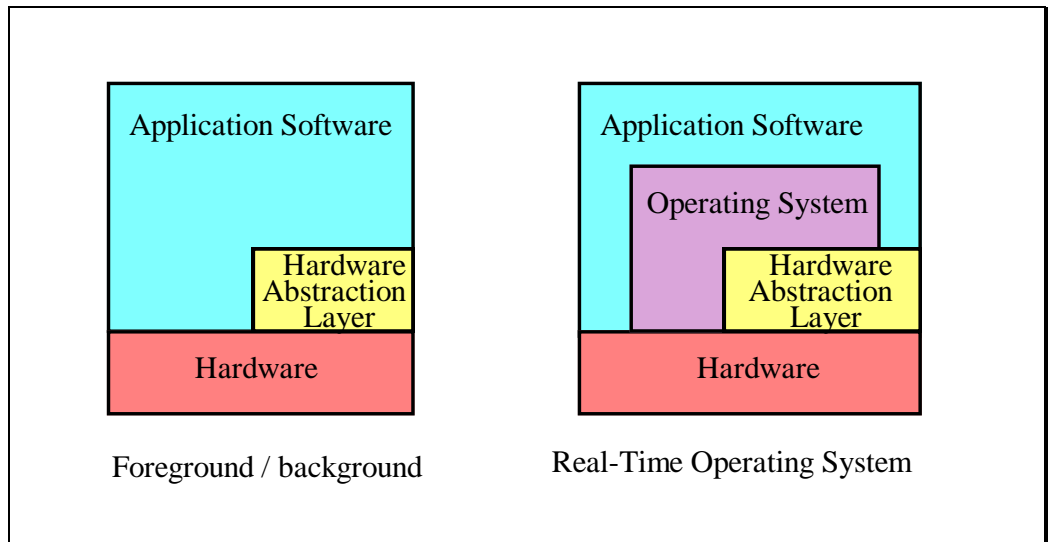 Application Software
Hardware
Abstraction
Layer
Hardware
Foreground / background
Application Software
Operating System
Hardware
Abstraction
Layer
Hardware
Real-Time Operating System